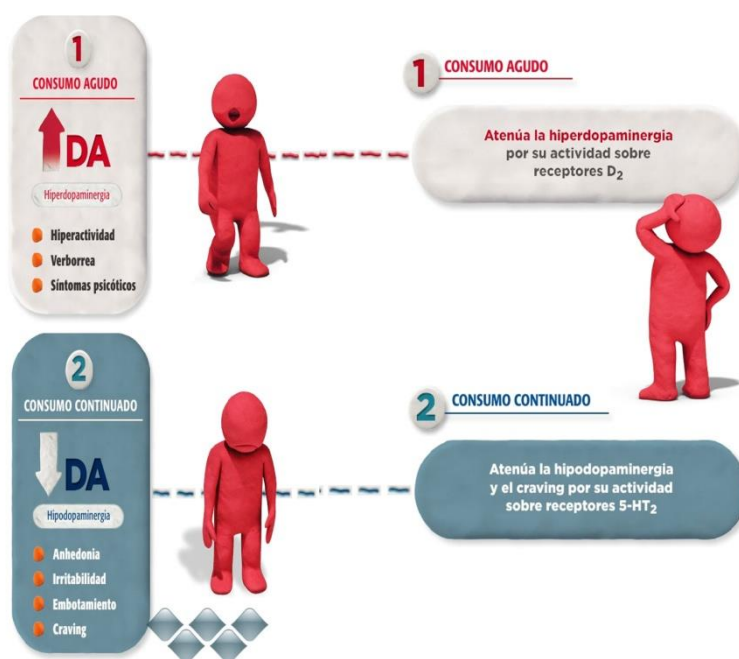 1
CONSUMO AGUDO
DA
Hiperdopaminergia
Hiperactividad
Verborrea
Síntomas psicóticos
1 CONSUMO AGUDO
Atenúa la hiperdopaminergia
por su actividad sobre
receptores D2
2
CONSUMO CONTINUADO
DA
Hipodopaminergia
Anhedonia
Irritabilidad
Embotamiento
Craving
2 CONSUMO CONTINUADO
Atenúa la hipodopaminergia
y el craving por su actividad
sobre receptores 5-HT2